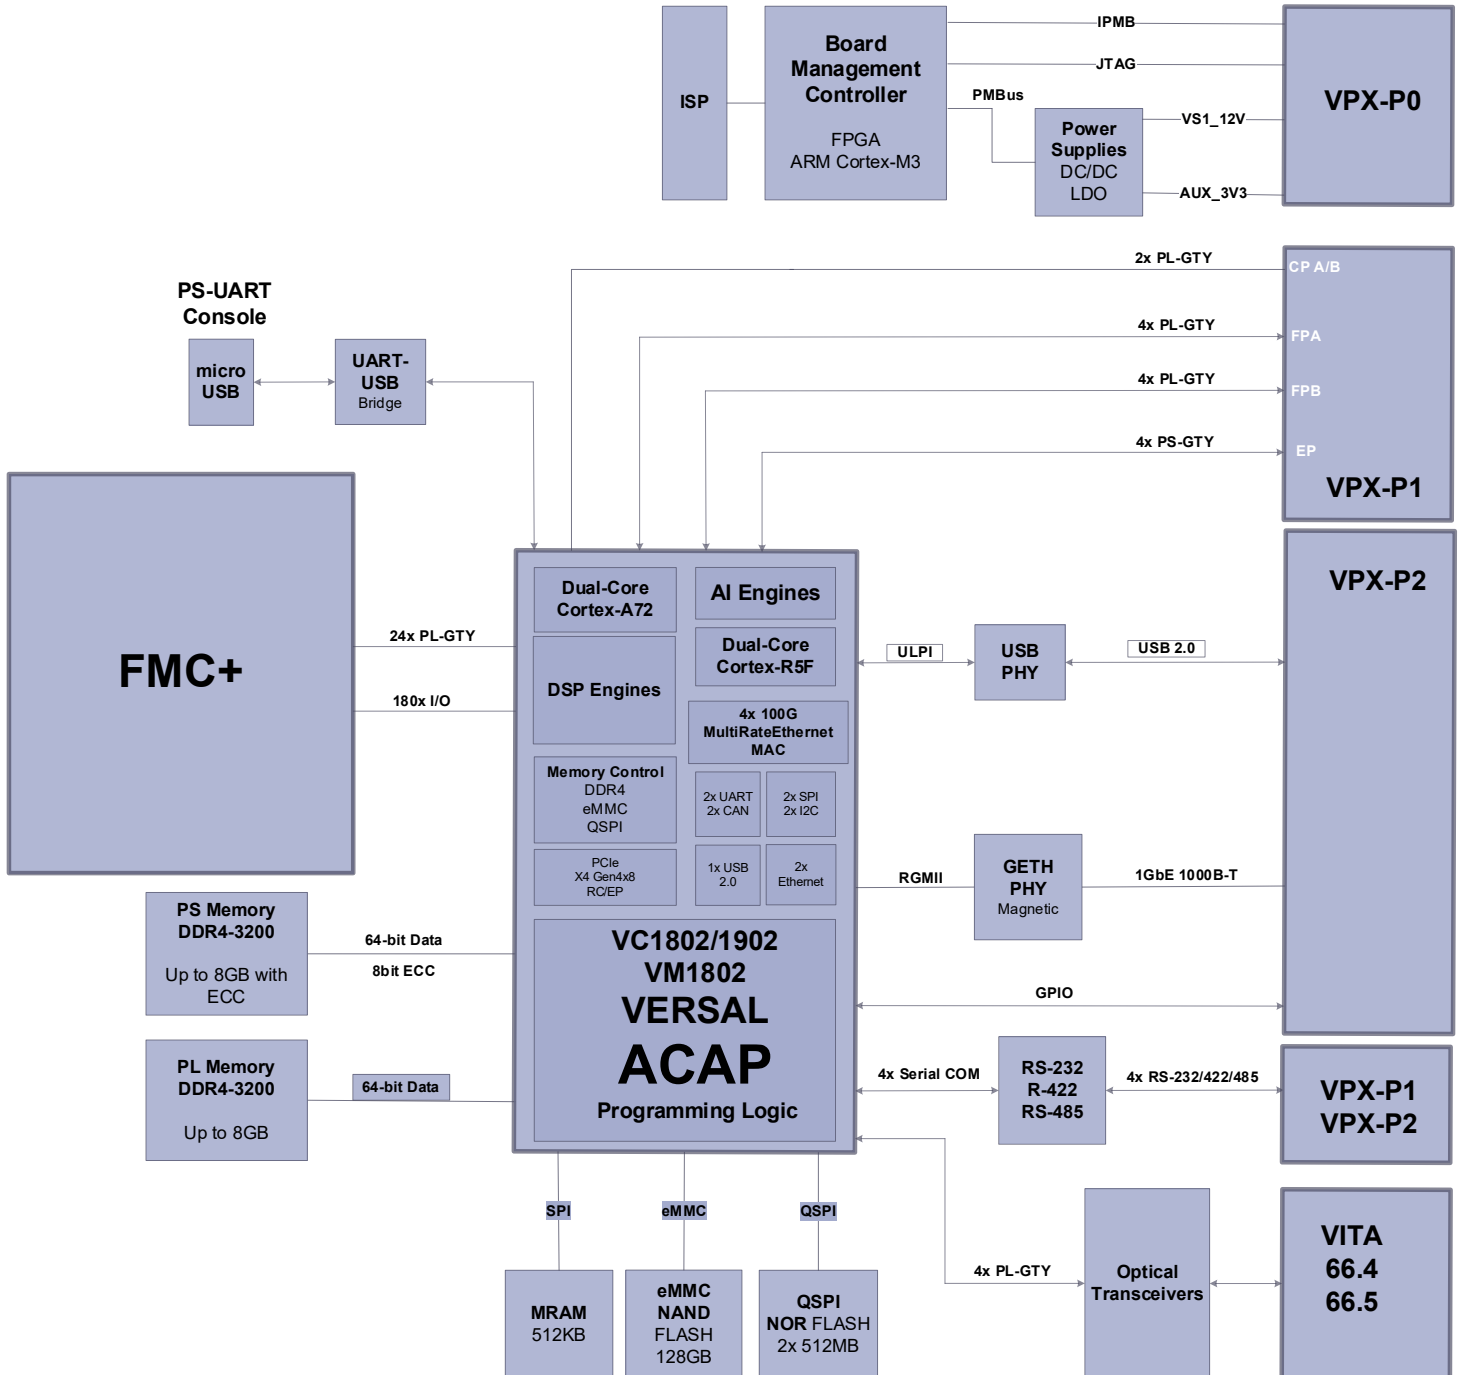 ISP
Board
Management
Controller
FPGA
ARM Cortex-M3
IPMB
JTAG
PMBus
Power
Supplies
DC/DC
LDO
VS1_12V
AUX_3V3
VPX-P0
2x PL-GTY
CP A/B
4x PL-GTY
FPA
4x PL-GTY
FPB
4x PS-GTY
EP
VPX-P1
PS-UART
Console
micro
USB
UART-
USB
Bridge
FMC+
24x PL-GTY
180x I/O
Dual-Core
Cortex-A72
AI Engines
Dual-Core
Cortex-R5F
DSP Engines
4x 100G
MultiRateEthernet
MAC
Memory Control
DDR4
eMMC
QSPI
2x UART
2x CAN
2x SPI
2x I2C
PCIe
X4 Gen4x8
RC/EP
1x USB
2.0
2x
Ethernet
VC1802/1902
VM1802
VERSAL
ACAP
Programming Logic
VPX-P2
ULPI
USB
PHY
USB 2.0
RGMII
GETH
PHY
Magnetic
1GbE 1000B-T
GPIO
PS Memory
DDR4-3200
Up to 8GB with
ECC
64-bit Data
8bit ECC
PL Memory
DDR4-3200
Up to 8GB
64-bit Data
4x Serial COM
RS-232
R-422
RS-485
4x RS-232/422/485
VPX-P1
VPX-P2
SPI
eMMC
QSPI
MRAM
512KB
eMMC
NAND
FLASH
128GB
QSPI
NOR FLASH
2x 512MB
4x PL-GTY
Optical
Transceivers
VITA
66.4
66.5